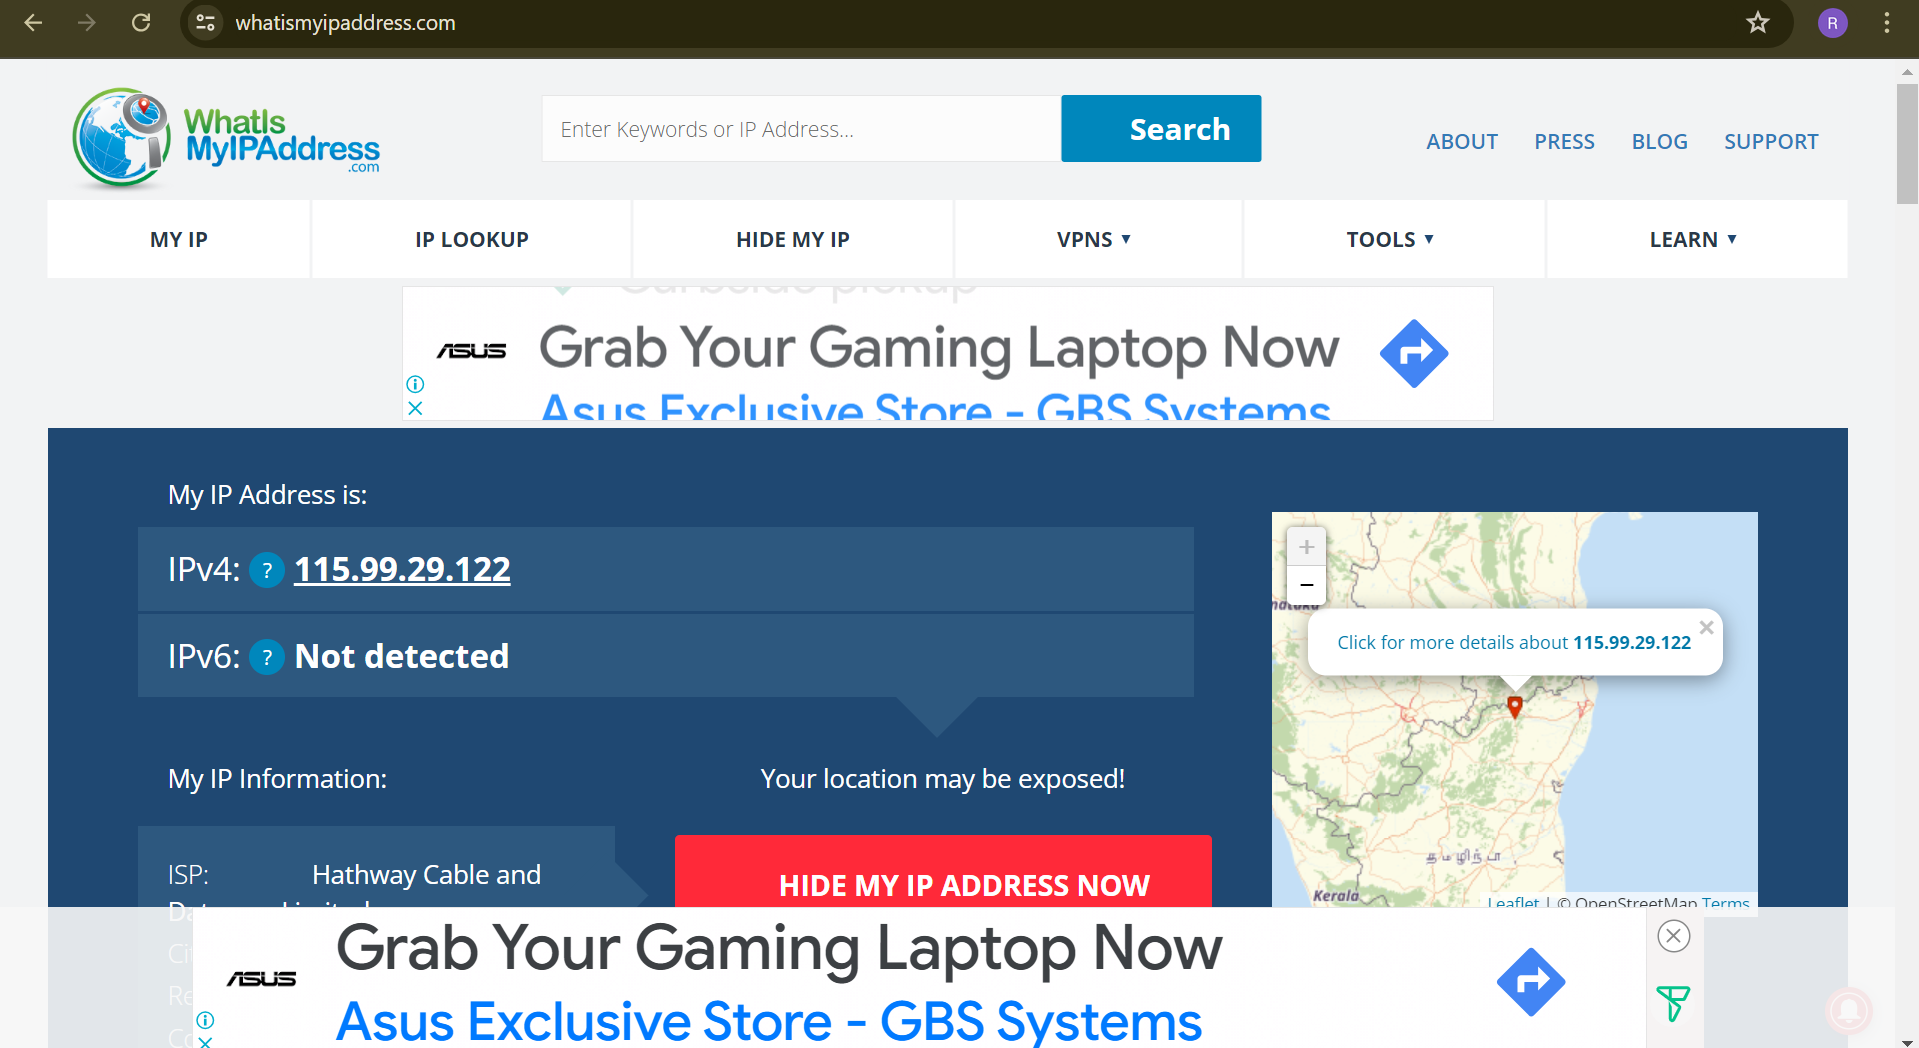 whatismyipaddress.com
R
WhatIs
MyIPAddress
.com
Enter Keywords or IP Address...
Search
ABOUT PRESS BLOG SUPPORT
MY IP IP LOOKUP HIDE MY IP VPNS ▼ TOOLS ▼ LEARN ▼
Curbside pickup
ASUS
Grab Your Gaming Laptop Now
Asus Exclusive Store - GBS Systems
My IP Address is:
IPv4: ? 115.99.29.122
IPv6: ? Not detected
+
−
Click for more details about 115.99.29.122
×
My IP Information:
Your location may be exposed!
ISP: Hathway Cable and
HIDE MY IP ADDRESS NOW
Kerala
Leaflet | © OpenStreetMap Terms
ASUS
Grab Your Gaming Laptop Now
Asus Exclusive Store - GBS Systems